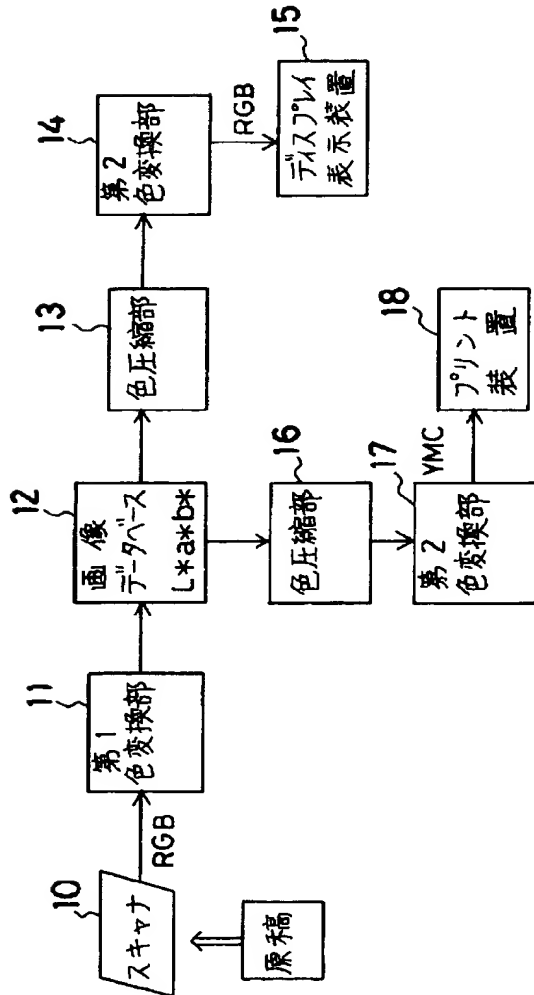 原稿
スキャナ
10
RGB
第1
色変換部
11
画像
データベース
L*a*b*
12
色圧縮部
13
第2
色変換部
14
RGB
ディスプレイ
表示装置
15
色圧縮部
16
第2
色変換部
17
YMC
プリント
装置
18